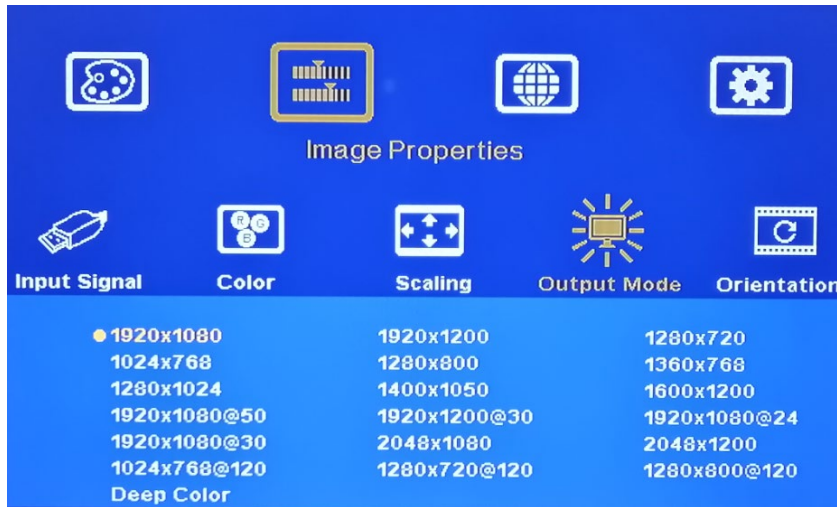 Image Properties
Input Signal Color Scaling Output Mode Orientation
R G B
1920x1080 1920x1200 1280x720
1024x768 1280x800 1360x768
1280x1024 1400x1050 1600x1200
1920x1080@50 1920x1200@30 1920x1080@24
1920x1080@30 2048x1080 2048x1200
1024x768@120 1280x720@120 1280x800@120
Deep Color